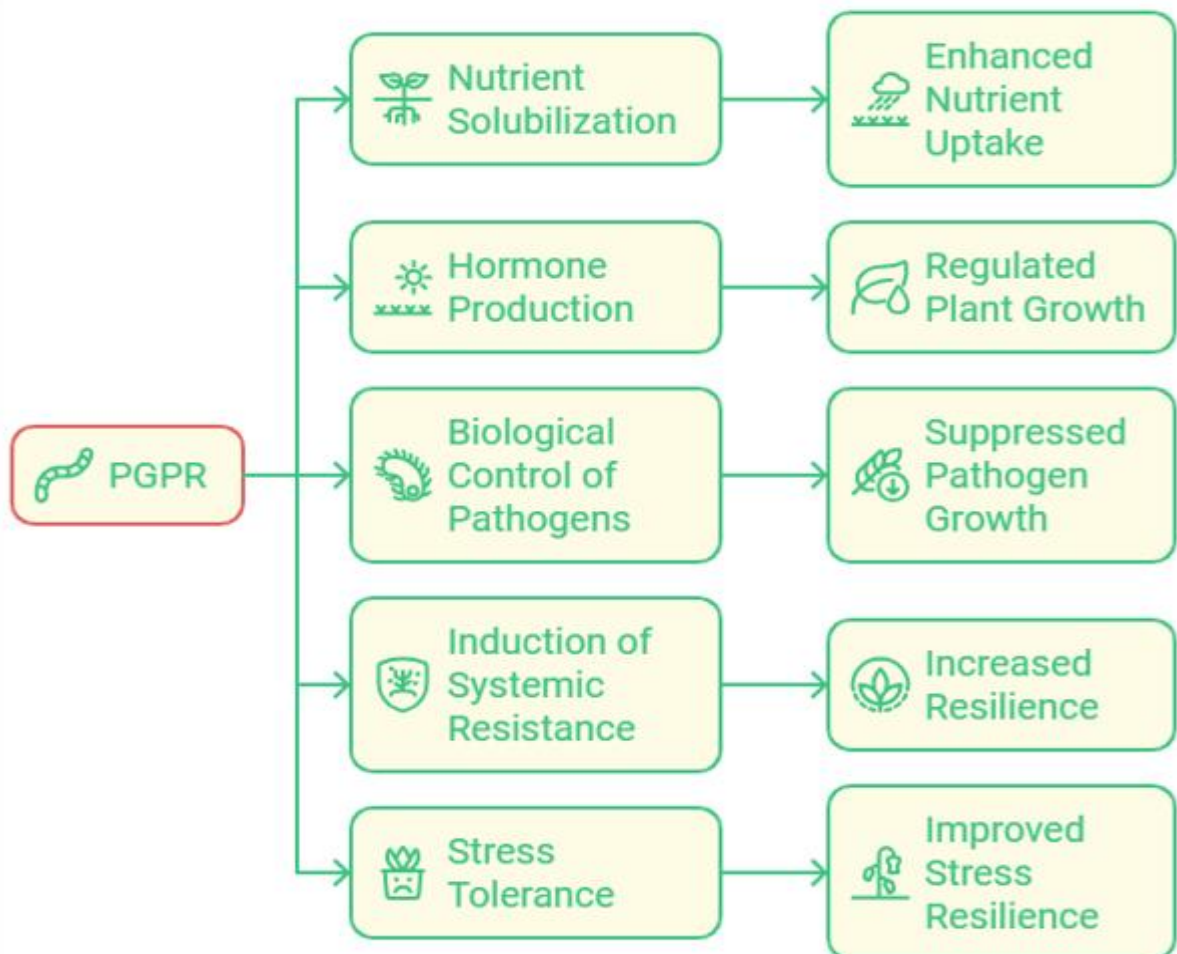 PGPR
Nutrient
Solubilization
Enhanced
Nutrient
Uptake
Hormone
Production
Regulated
Plant Growth
Biological
Control of
Pathogens
Suppressed
Pathogen
Growth
Induction of
Systemic
Resistance
Increased
Resilience
Stress
Tolerance
Improved
Stress
Resilience